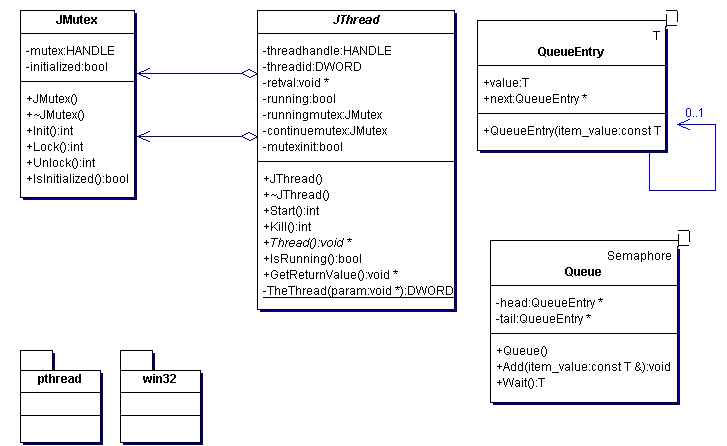 JMutex
-mutex:HANDLE
-initialized:bool
+JMutex()
+~JMutex()
+Init():int
+Lock():int
+Unlock():int
+IsInitialized():bool
JThread
-threadhandle:HANDLE
-threadid:DWORD
-retval:void *
-running:bool
-runningmutex:JMutex
-continuemutex:JMutex
-mutexinit:bool
+JThread()
+~JThread()
+Start():int
+Kill():int
+Thread():void *
+IsRunning():bool
+GetReturnValue():void *
-TheThread(param:void *):DWORD
T
QueueEntry
+value:T
+next:QueueEntry *
+QueueEntry(item_value:const T
0..1
Semaphore
Queue
-head:QueueEntry *
-tail:QueueEntry *
+Queue()
+Add(item_value:const T &):void
+Wait():T
pthread
win32